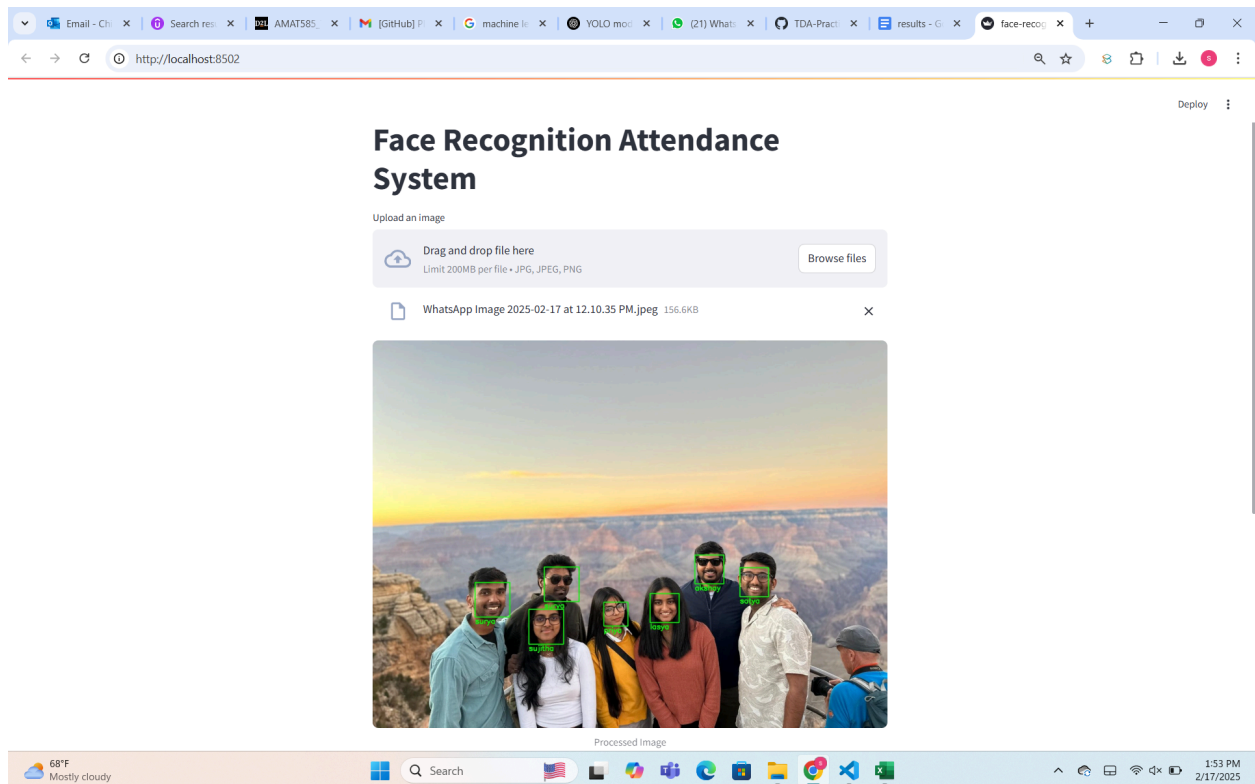 Email - Ch
Search res
D2L
AMAT585_
[GitHub] P
machine le
YOLO mod
(21) Whats
TDA-Practi
results - G
face-recog
http://localhost:8502
S
Deploy
Face Recognition Attendance
System
Upload an image
Drag and drop file here
Limit 200MB per file • JPG, JPEG, PNG
Browse files
WhatsApp Image 2025-02-17 at 12.10.35 PM.jpeg 156.6KB
akshay
satya
surya
priya
lasya
sujitha
Processed Image
68°F
Mostly cloudy
Search
1:53 PM
2/17/2025